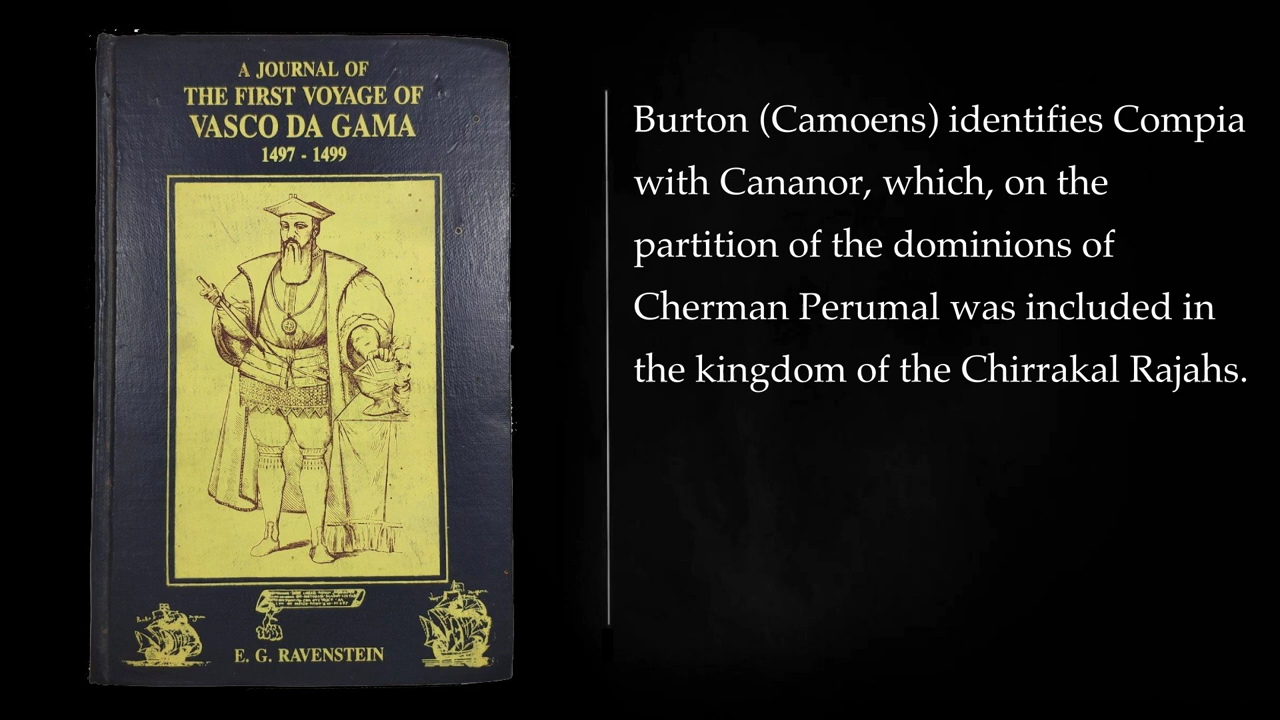 A JOURNAL OF
THE FIRST VOYAGE OF
VASCO DA GAMA
1497 - 1499
E. G. RAVENSTEIN
Burton (Camoens) identifies Compia
with Cananor, which, on the
partition of the dominions of
Cherman Perumal was included in
the kingdom of the Chirrakal Rajahs.